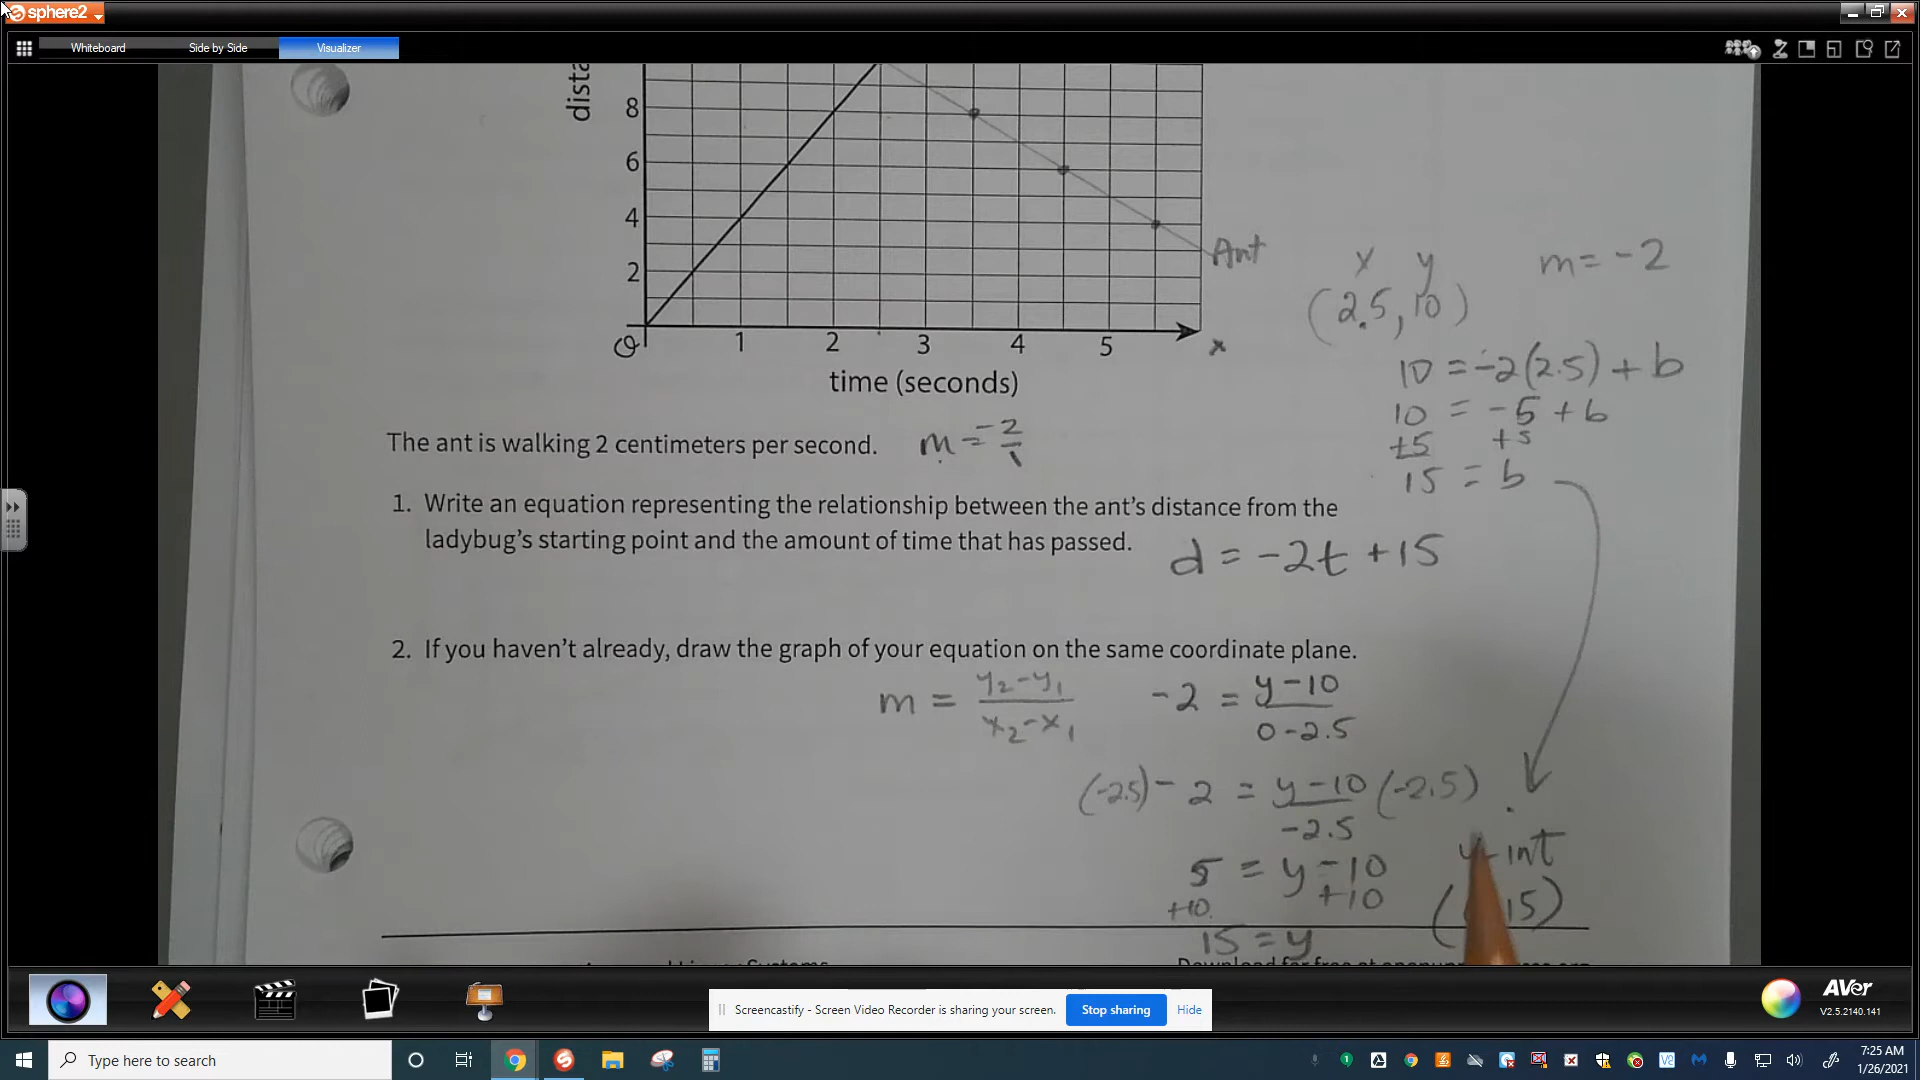 sphere2
Whiteboard Side by Side Visualizer
dista
8
6
4
2
O 1 2 3 4 5 x
time (seconds)
Ant
x y m = -2
(2.5, 10)
10 = -2(2.5) + b
10 = -5 + b
+5 +5
15 = b
The ant is walking 2 centimeters per second. m = -2/1
1. Write an equation representing the relationship between the ant's distance from the
ladybug's starting point and the amount of time that has passed. d = -2t + 15
2. If you haven't already, draw the graph of your equation on the same coordinate plane.
m = y₂-y₁ / x₂-x₁ -2 = y-10 / 0-2.5
(-2.5) - 2 = y-10 / -2.5 (-2.5)
5 = y - 10
+10 +10
15 = y
y-int
( 15)
Download for free at
Screencastify - Screen Video Recorder is sharing your screen. Stop sharing Hide
AVer
V2.5.2140.141
Type here to search
7:25 AM
1/26/2021